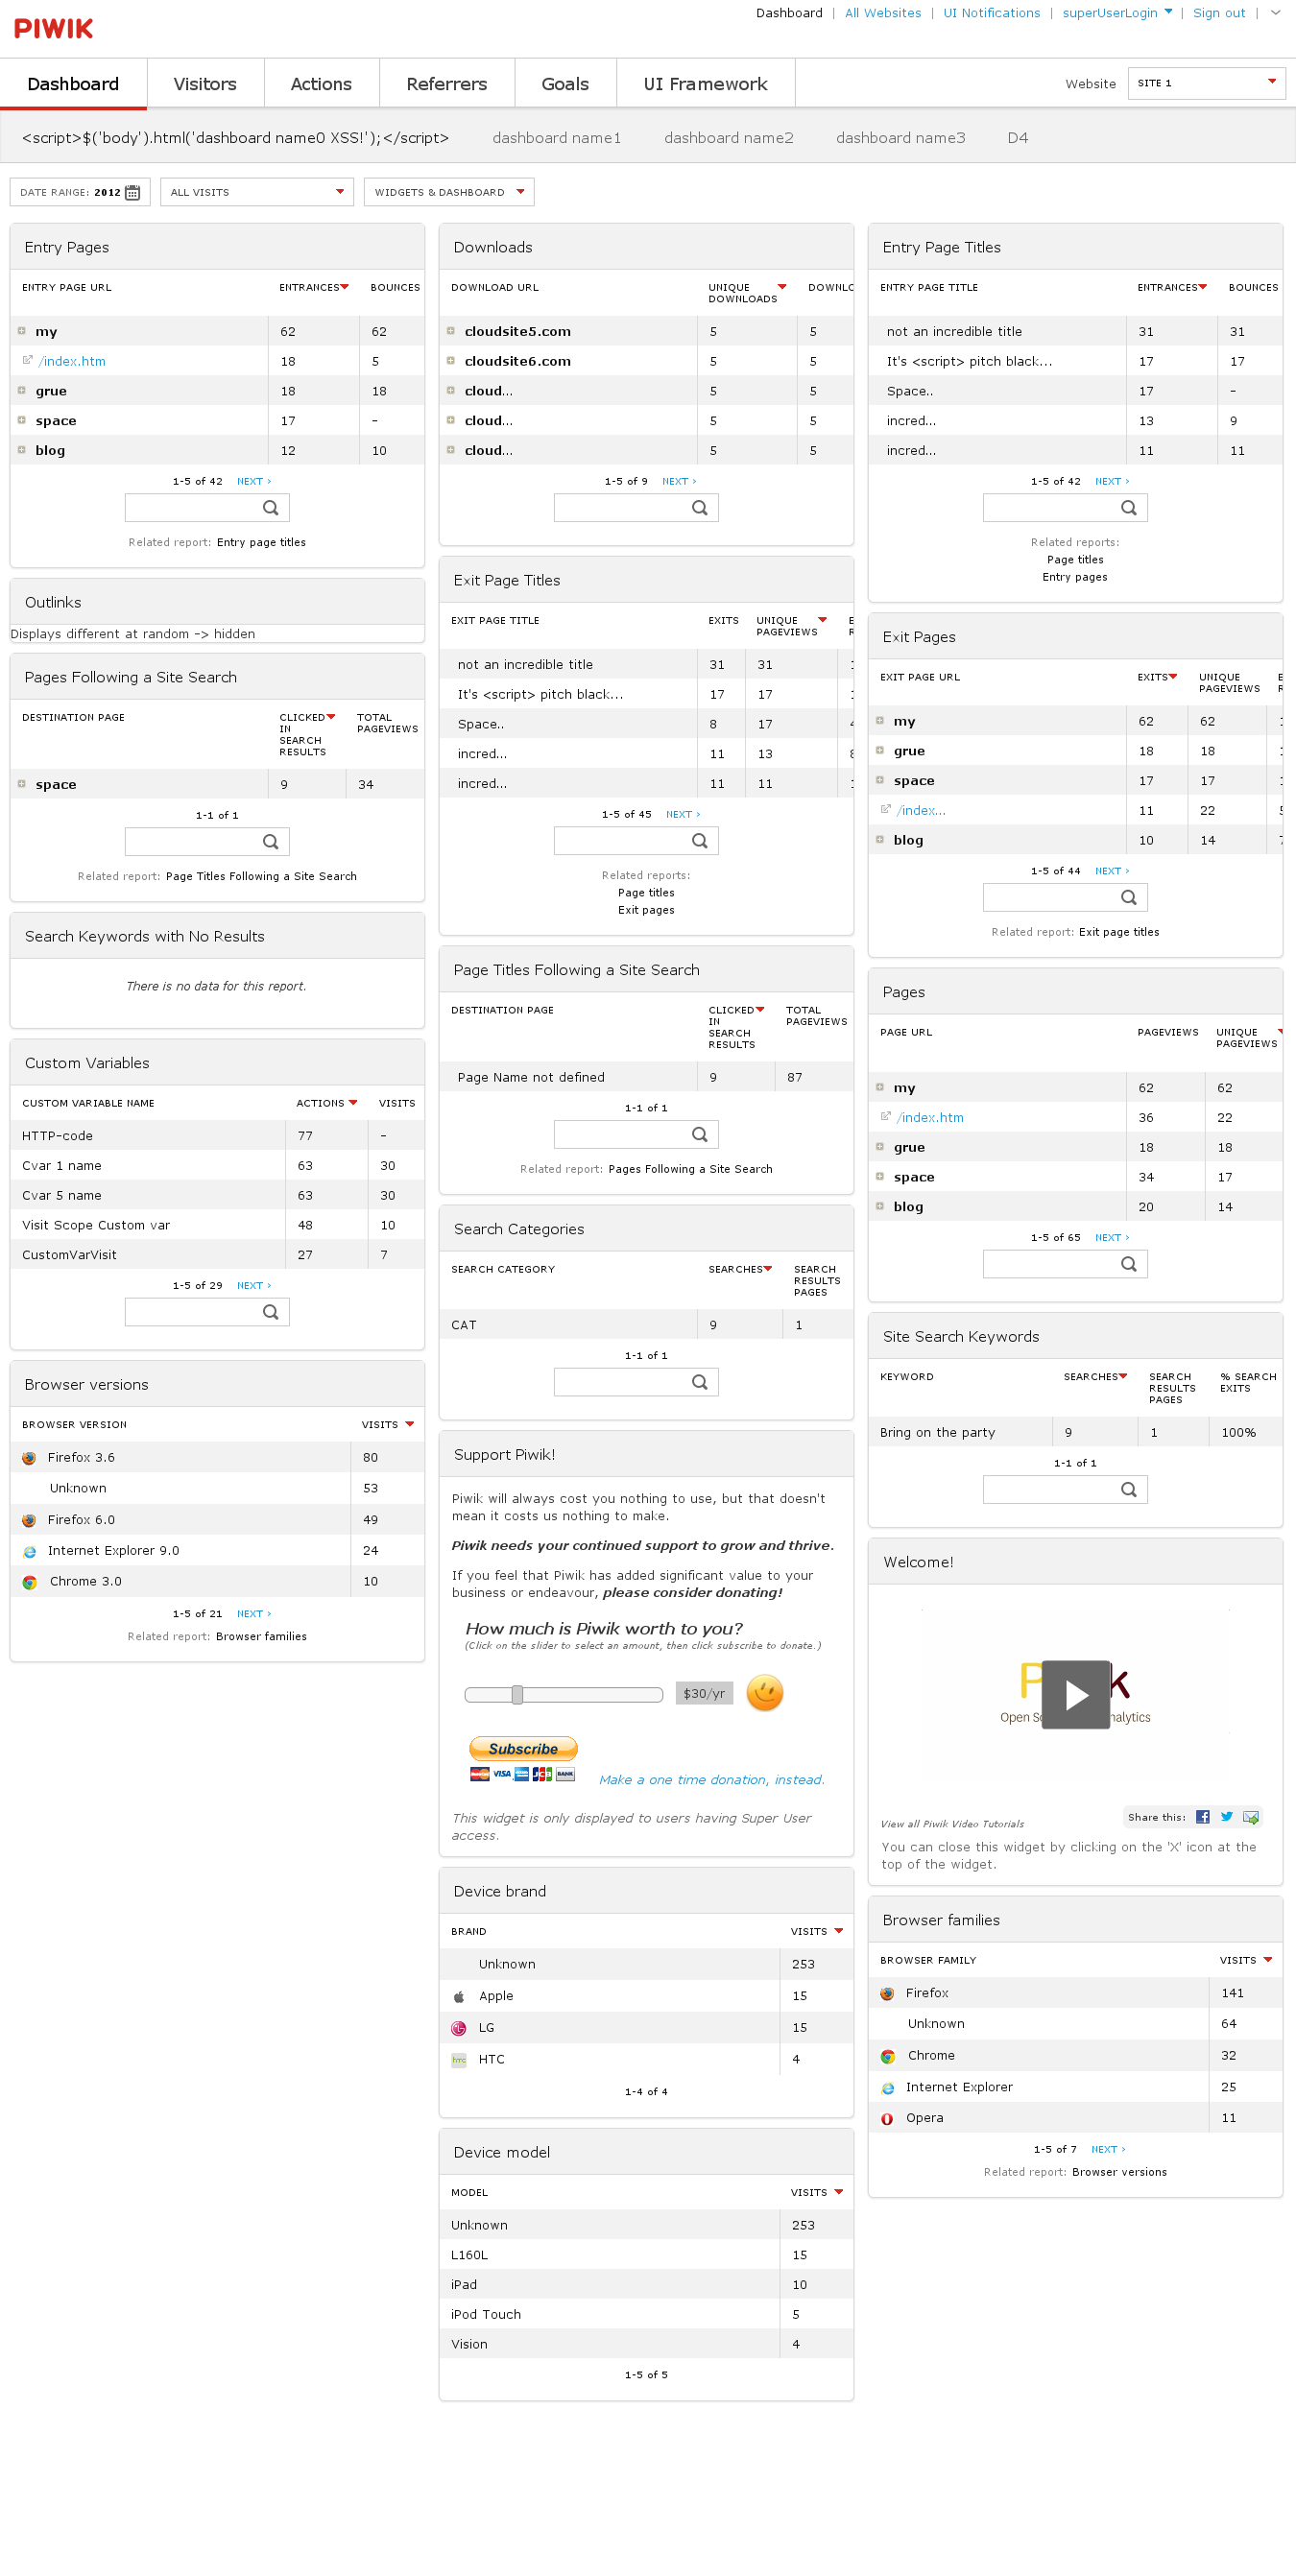 PIWIK
Dashboard | All Websites | UI Notifications | superUserLogin | Sign out |
Dashboard Visitors Actions Referrers Goals UI Framework Website SITE 1
<script>$('body').html('dashboard name0 XSS!');</script> dashboard name1 dashboard name2 dashboard name3 D4
DATE RANGE: 2012 ALL VISITS WIDGETS & DASHBOARD
Entry Pages
ENTRY PAGE URL ENTRANCES BOUNCES
my 62 62
/index.htm 18 5
grue 18 18
space 17 -
blog 12 10
1-5 of 42 NEXT ›
Related report: Entry page titles
Outlinks
Displays different at random -> hidden
Pages Following a Site Search
DESTINATION PAGE CLICKED TOTAL
IN PAGEVIEWS
SEARCH
RESULTS
space 9 34
1-1 of 1
Related report: Page Titles Following a Site Search
Search Keywords with No Results
There is no data for this report.
Custom Variables
CUSTOM VARIABLE NAME ACTIONS VISITS
HTTP-code 77 -
Cvar 1 name 63 30
Cvar 5 name 63 30
Visit Scope Custom var 48 10
CustomVarVisit 27 7
1-5 of 29 NEXT ›
Browser versions
BROWSER VERSION VISITS
Firefox 3.6 80
Unknown 53
Firefox 6.0 49
Internet Explorer 9.0 24
Chrome 3.0 10
1-5 of 21 NEXT ›
Related report: Browser families
Downloads
DOWNLOAD URL UNIQUE DOWNLO
DOWNLOADS
cloudsite5.com 5 5
cloudsite6.com 5 5
cloud... 5 5
cloud... 5 5
cloud... 5 5
1-5 of 9 NEXT ›
Exit Page Titles
EXIT PAGE TITLE EXITS UNIQUE
PAGEVIEWS
not an incredible title 31 31
It's <script> pitch black... 17 17
Space.. 8 17
incred... 11 13
incred... 11 11
1-5 of 45 NEXT ›
Related reports:
Page titles
Exit pages
Page Titles Following a Site Search
DESTINATION PAGE CLICKED TOTAL
IN PAGEVIEWS
SEARCH
RESULTS
Page Name not defined 9 87
1-1 of 1
Related report: Pages Following a Site Search
Search Categories
SEARCH CATEGORY SEARCHES SEARCH
RESULTS
PAGES
CAT 9 1
1-1 of 1
Support Piwik!
Piwik will always cost you nothing to use, but that doesn't
mean it costs us nothing to make.
Piwik needs your continued support to grow and thrive.
If you feel that Piwik has added significant value to your
business or endeavour, please consider donating!
How much is Piwik worth to you?
(Click on the slider to select an amount, then click subscribe to donate.)
$30/yr
Subscribe
VISA BANK
Make a one time donation, instead.
This widget is only displayed to users having Super User
access.
Device brand
BRAND VISITS
Unknown 253
Apple 15
LG 15
htc HTC 4
1-4 of 4
Device model
MODEL VISITS
Unknown 253
L160L 15
iPad 10
iPod Touch 5
Vision 4
1-5 of 5
Entry Page Titles
ENTRY PAGE TITLE ENTRANCES BOUNCES
not an incredible title 31 31
It's <script> pitch black... 17 17
Space.. 17 -
incred... 13 9
incred... 11 11
1-5 of 42 NEXT ›
Related reports:
Page titles
Entry pages
Exit Pages
EXIT PAGE URL EXITS UNIQUE
PAGEVIEWS
my 62 62
grue 18 18
space 17 17
/index... 11 22
blog 10 14
1-5 of 44 NEXT ›
Related report: Exit page titles
Pages
PAGE URL PAGEVIEWS UNIQUE
PAGEVIEWS
my 62 62
/index.htm 36 22
grue 18 18
space 34 17
blog 20 14
1-5 of 65 NEXT ›
Site Search Keywords
KEYWORD SEARCHES SEARCH % SEARCH
RESULTS EXITS
PAGES
Bring on the party 9 1 100%
1-1 of 1
Welcome!
P k
Open So nalytics
View all Piwik Video Tutorials Share this:
You can close this widget by clicking on the 'X' icon at the
top of the widget.
Browser families
BROWSER FAMILY VISITS
Firefox 141
Unknown 64
Chrome 32
Internet Explorer 25
Opera 11
1-5 of 7 NEXT ›
Related report: Browser versions